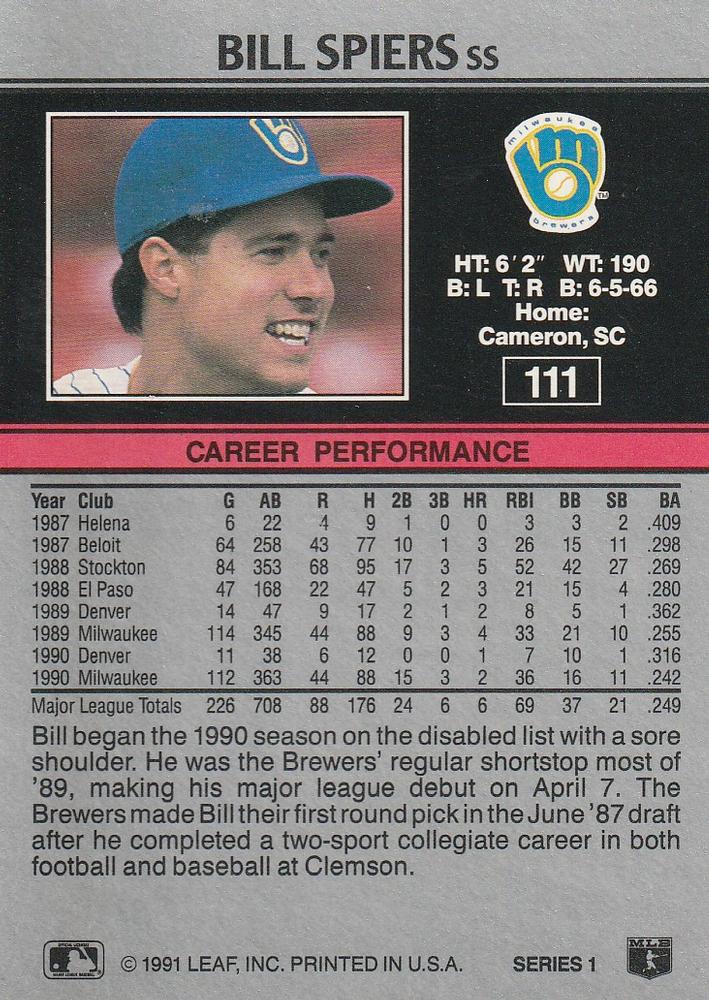 BILL SPIERS SS
milwaukee
brewers
TM
HT: 6'2" WT: 190
B: L T: R B: 6-5-66
Home:
Cameron, SC
111
CAREER PERFORMANCE
Year Club G AB R H 2B 3B HR RBI BB SB BA
1987 Helena 6 22 4 9 1 0 0 3 3 2 .409
1987 Beloit 64 258 43 77 10 1 3 26 15 11 .298
1988 Stockton 84 353 68 95 17 3 5 52 42 27 .269
1988 El Paso 47 168 22 47 5 2 3 21 15 4 .280
1989 Denver 14 47 9 17 2 1 2 8 5 1 .362
1989 Milwaukee 114 345 44 88 9 3 4 33 21 10 .255
1990 Denver 11 38 6 12 0 0 1 7 10 1 .316
1990 Milwaukee 112 363 44 88 15 3 2 36 16 11 .242
Major League Totals 226 708 88 176 24 6 6 69 37 21 .249
Bill began the 1990 season on the disabled list with a sore
shoulder. He was the Brewers' regular shortstop most of
'89, making his major league debut on April 7. The
Brewers made Bill their first round pick in the June '87 draft
after he completed a two-sport collegiate career in both
football and baseball at Clemson.
© 1991 LEAF, INC. PRINTED IN U.S.A. SERIES 1
MLB